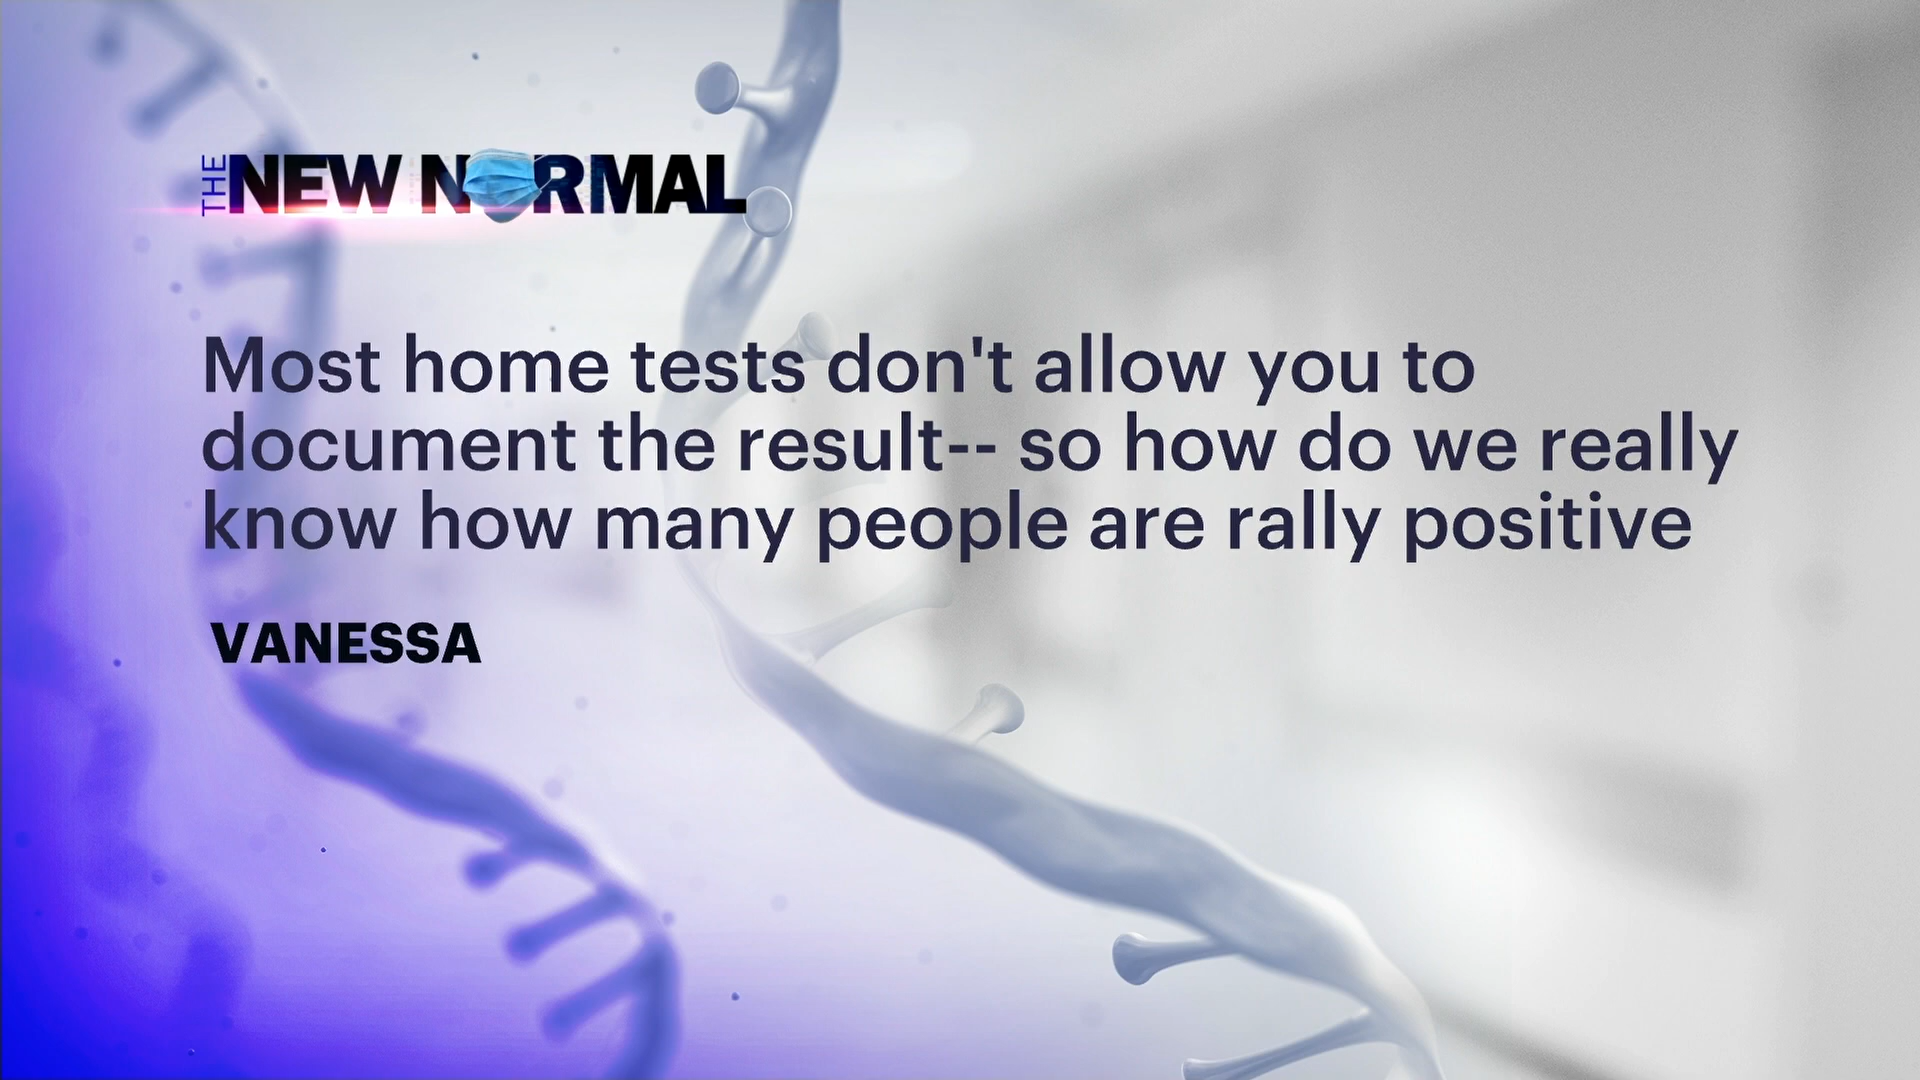 THE NEW NORMAL
Most home tests don't allow you to
document the result-- so how do we really
know how many people are rally positive
VANESSA